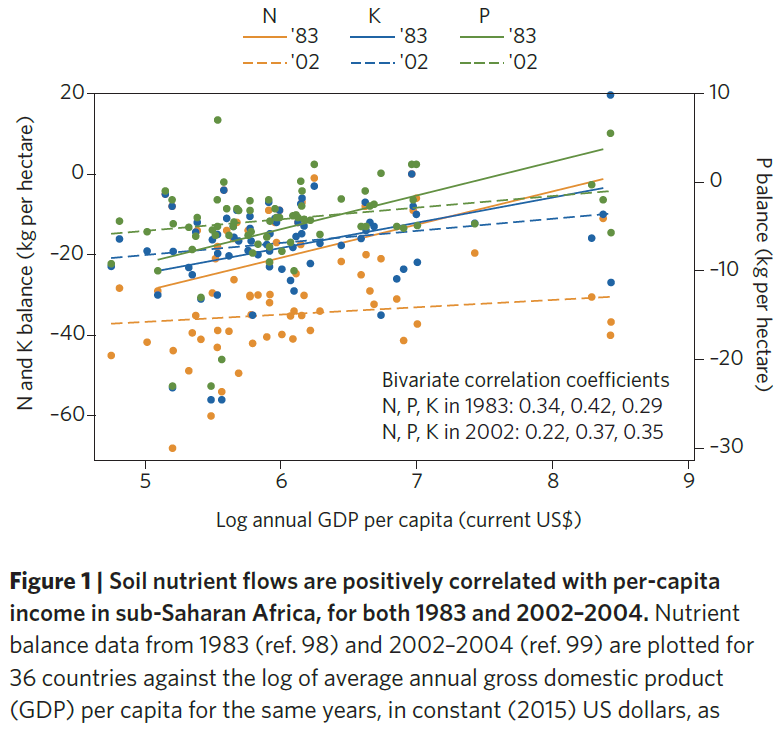 N K P
'83 '83 '83
'02 '02 '02
20 10
0 0
−20 −10
−40 −20
−60 −30
N and K balance (kg per hectare)
P balance (kg per hectare)
Bivariate correlation coefficients
N, P, K in 1983: 0.34, 0.42, 0.29
N, P, K in 2002: 0.22, 0.37, 0.35
5 6 7 8 9
Log annual GDP per capita (current US$)
Figure 1 | Soil nutrient flows are positively correlated with per-capita
income in sub-Saharan Africa, for both 1983 and 2002–2004. Nutrient
balance data from 1983 (ref. 98) and 2002–2004 (ref. 99) are plotted for
36 countries against the log of average annual gross domestic product
(GDP) per capita for the same years, in constant (2015) US dollars, as